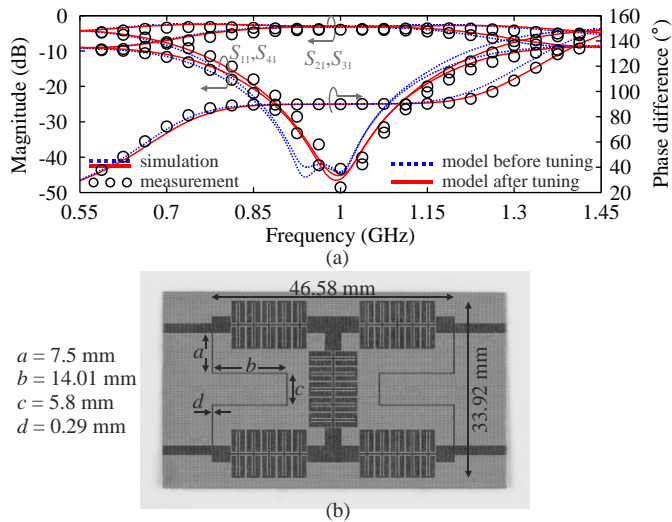 Magnitude (dB)
0
-10
-20
-30
-40
-50
S11,S41
S21,S31
simulation
measurement
model before tuning
model after tuning
160
140
120
100
80
60
40
20
Phase difference (°)
0.55 0.7 0.85 1 1.15 1.3 1.45
Frequency (GHz)
(a)
46.58 mm
33.92 mm
a
b
c
d
a = 7.5 mm
b = 14.01 mm
c = 5.8 mm
d = 0.29 mm
(b)